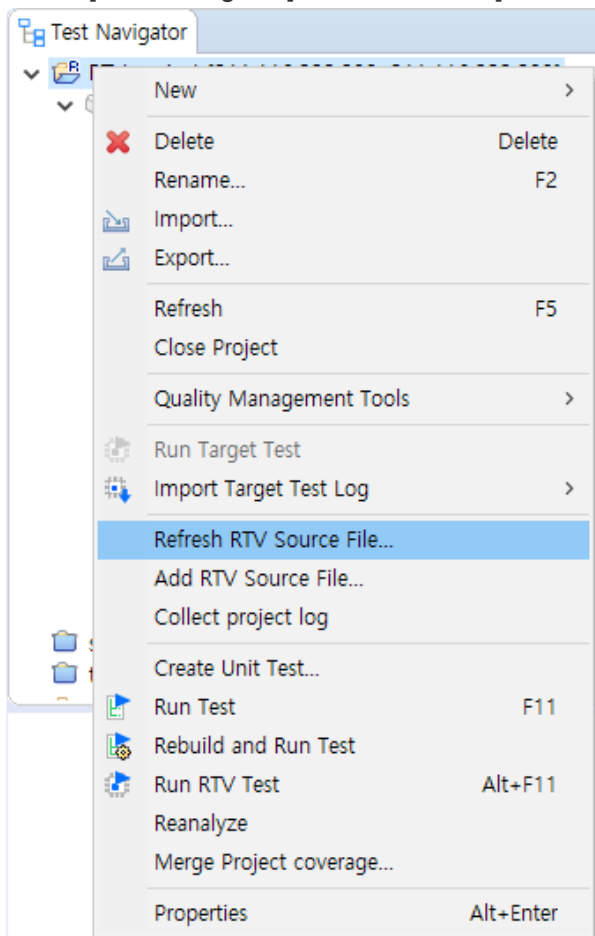 Test Navigator
New
Delete Delete
Rename... F2
Import...
Export...
Refresh F5
Close Project
Quality Management Tools
Run Target Test
Import Target Test Log
Refresh RTV Source File...
Add RTV Source File...
Collect project log
Create Unit Test...
Run Test F11
Rebuild and Run Test
Run RTV Test Alt+F11
Reanalyze
Merge Project coverage...
Properties Alt+Enter